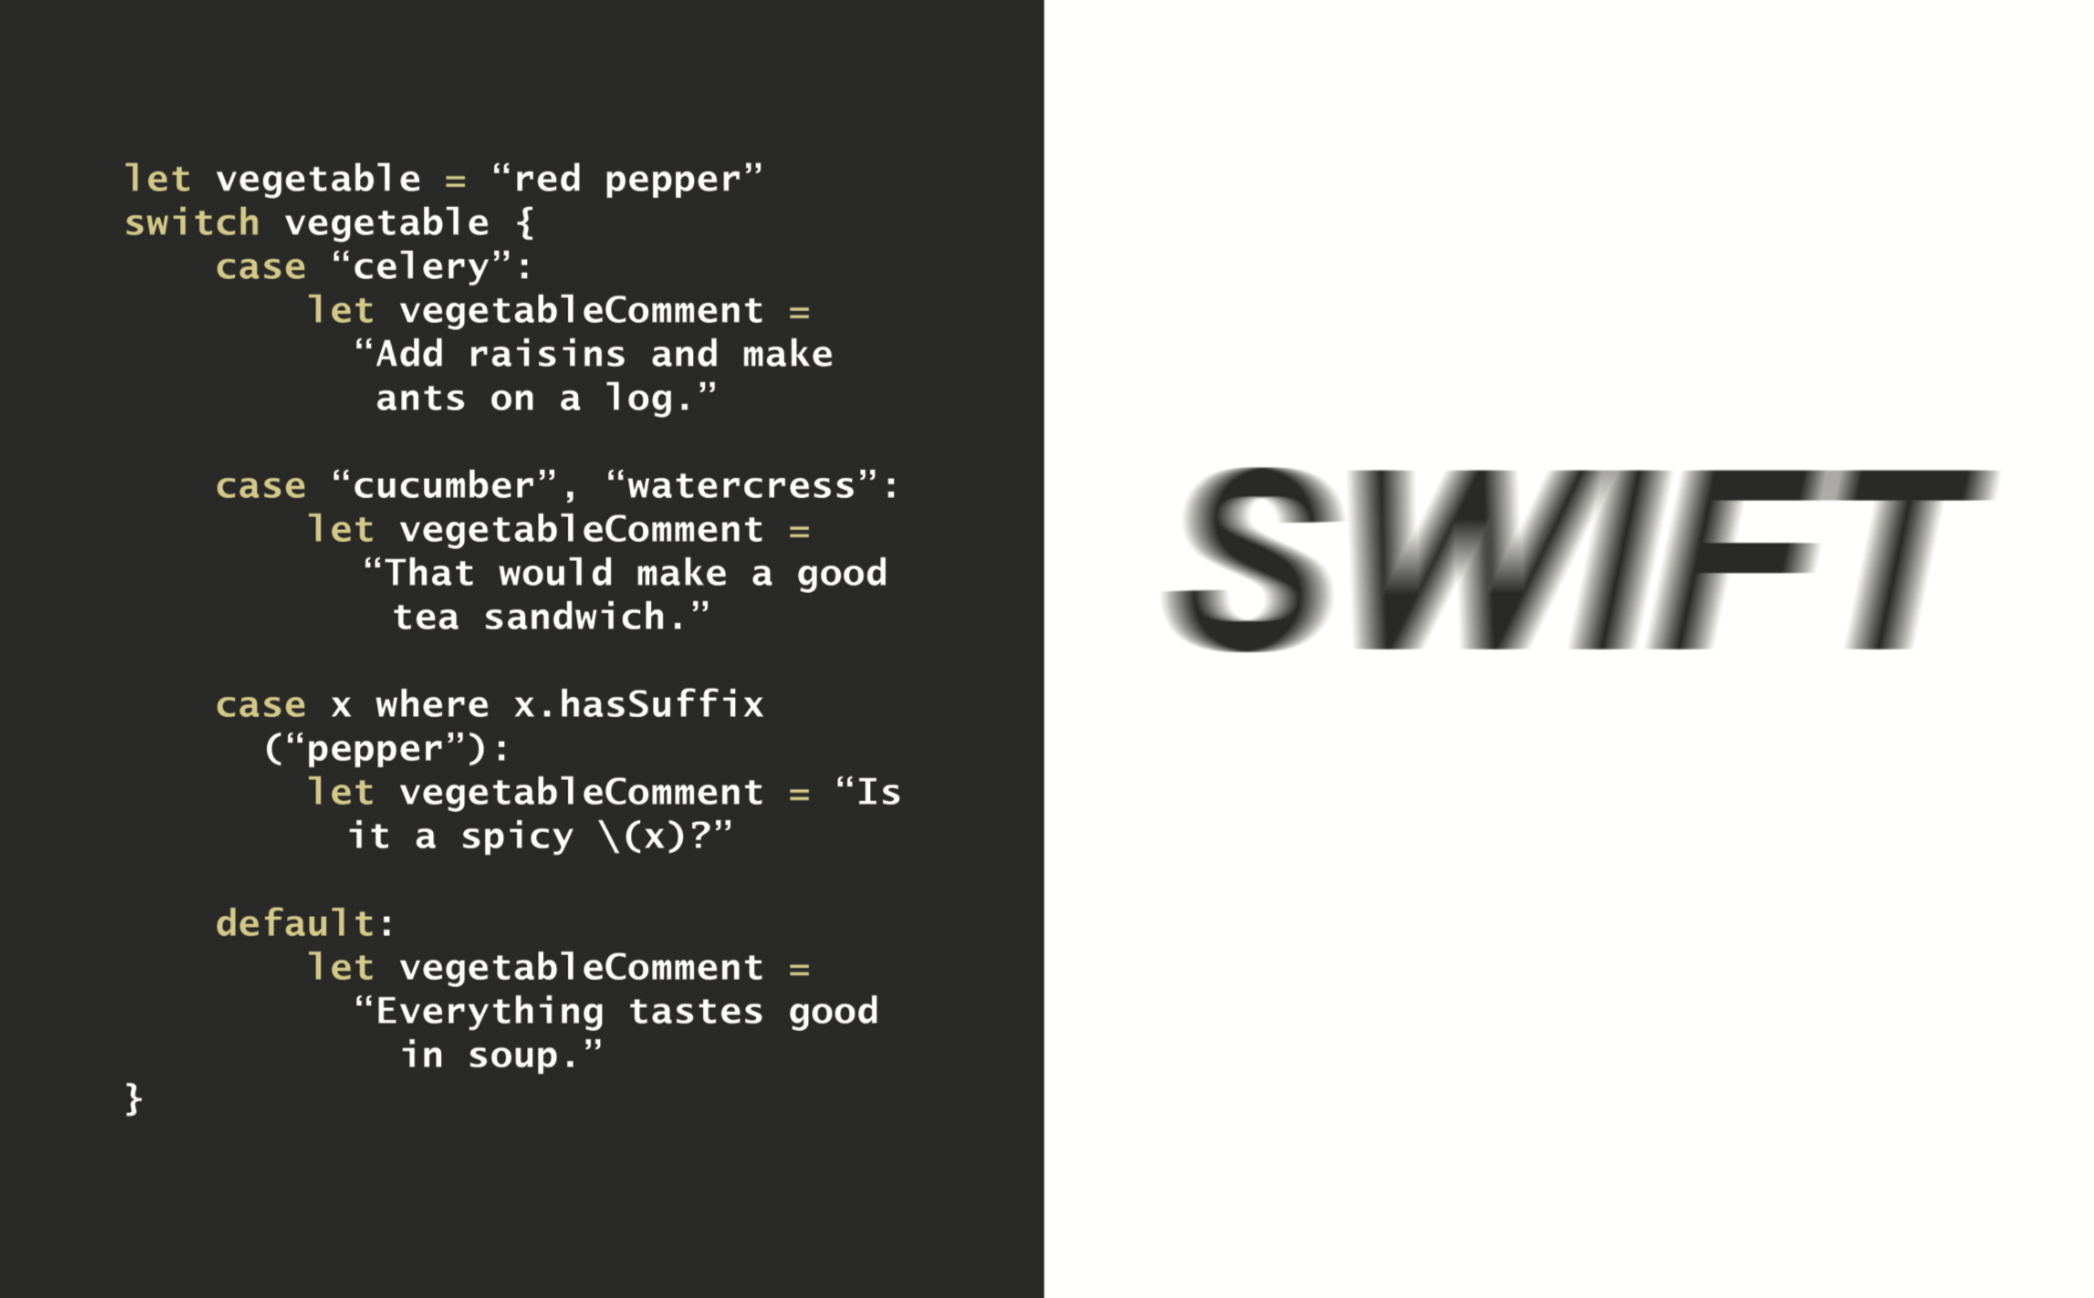 let vegetable = “red pepper”
switch vegetable {
    case “celery”:
        let vegetableComment =
          “Add raisins and make
           ants on a log.”

    case “cucumber”, “watercress”:
        let vegetableComment =
          “That would make a good
            tea sandwich.”

    case x where x.hasSuffix
      (“pepper”):
        let vegetableComment = “Is
          it a spicy \(x)?”

    default:
        let vegetableComment =
          “Everything tastes good
            in soup.”
}
SWIFT